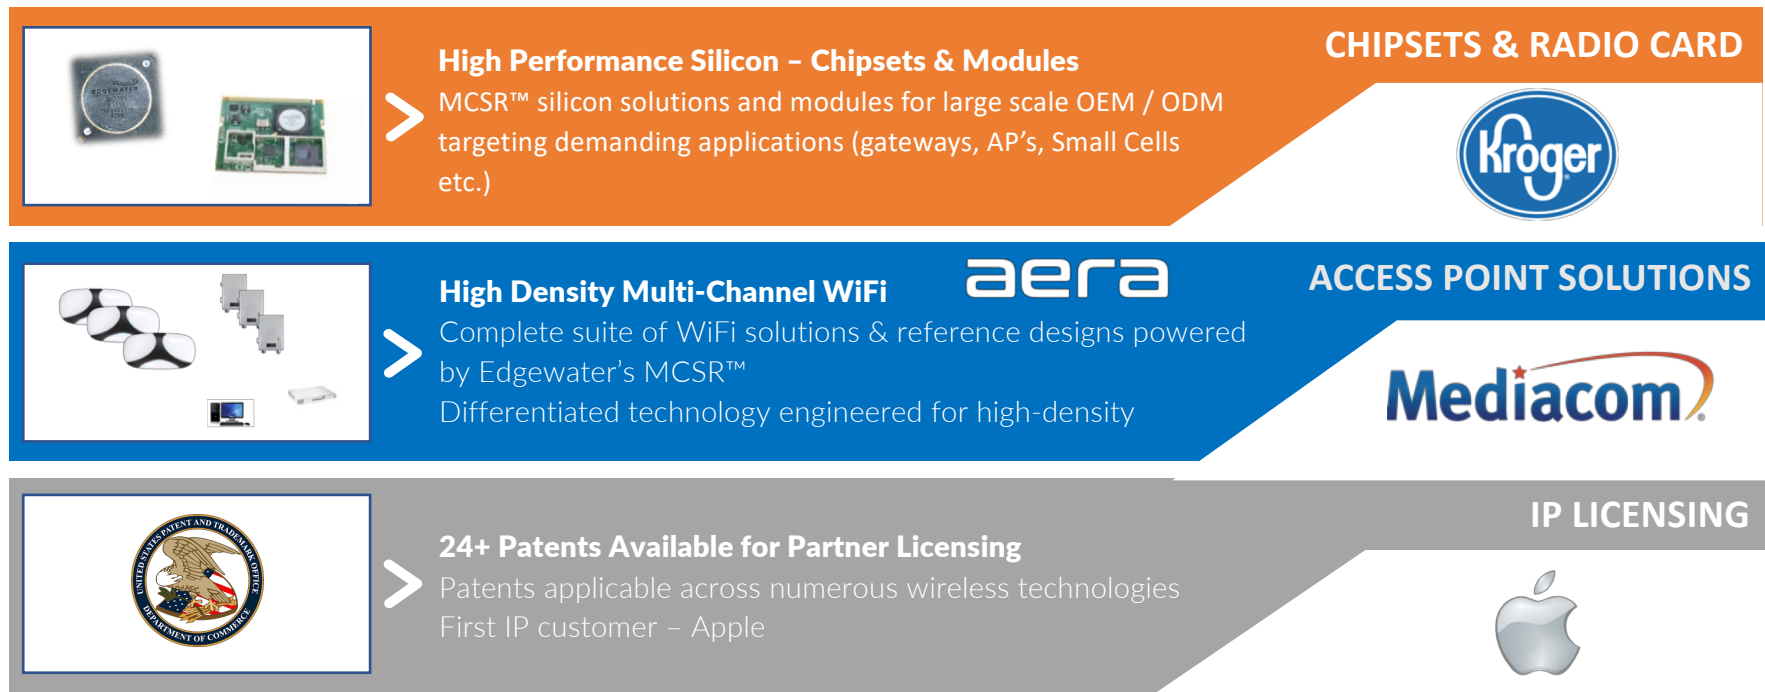 CHIPSETS & RADIO CARD
High Performance Silicon – Chipsets & Modules
MCSR™ silicon solutions and modules for large scale OEM / ODM
targeting demanding applications (gateways, AP's, Small Cells
etc.)
EDGEWATER
Kroger
ACCESS POINT SOLUTIONS
aera
High Density Multi-Channel WiFi
Complete suite of WiFi solutions & reference designs powered
by Edgewater's MCSR™
Differentiated technology engineered for high-density
Mediacom
IP LICENSING
24+ Patents Available for Partner Licensing
Patents applicable across numerous wireless technologies
First IP customer – Apple
UNITED STATES PATENT AND TRADEMARK OFFICE
DEPARTMENT OF COMMERCE